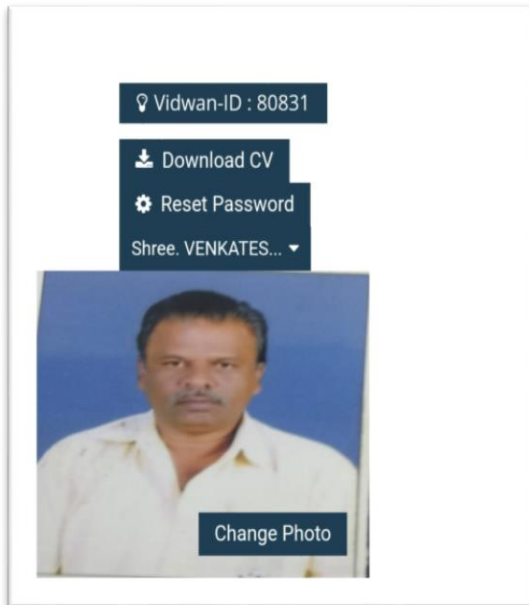 Vidwan-ID : 80831
Download CV
Reset Password
Shree. VENKATES...
Change Photo